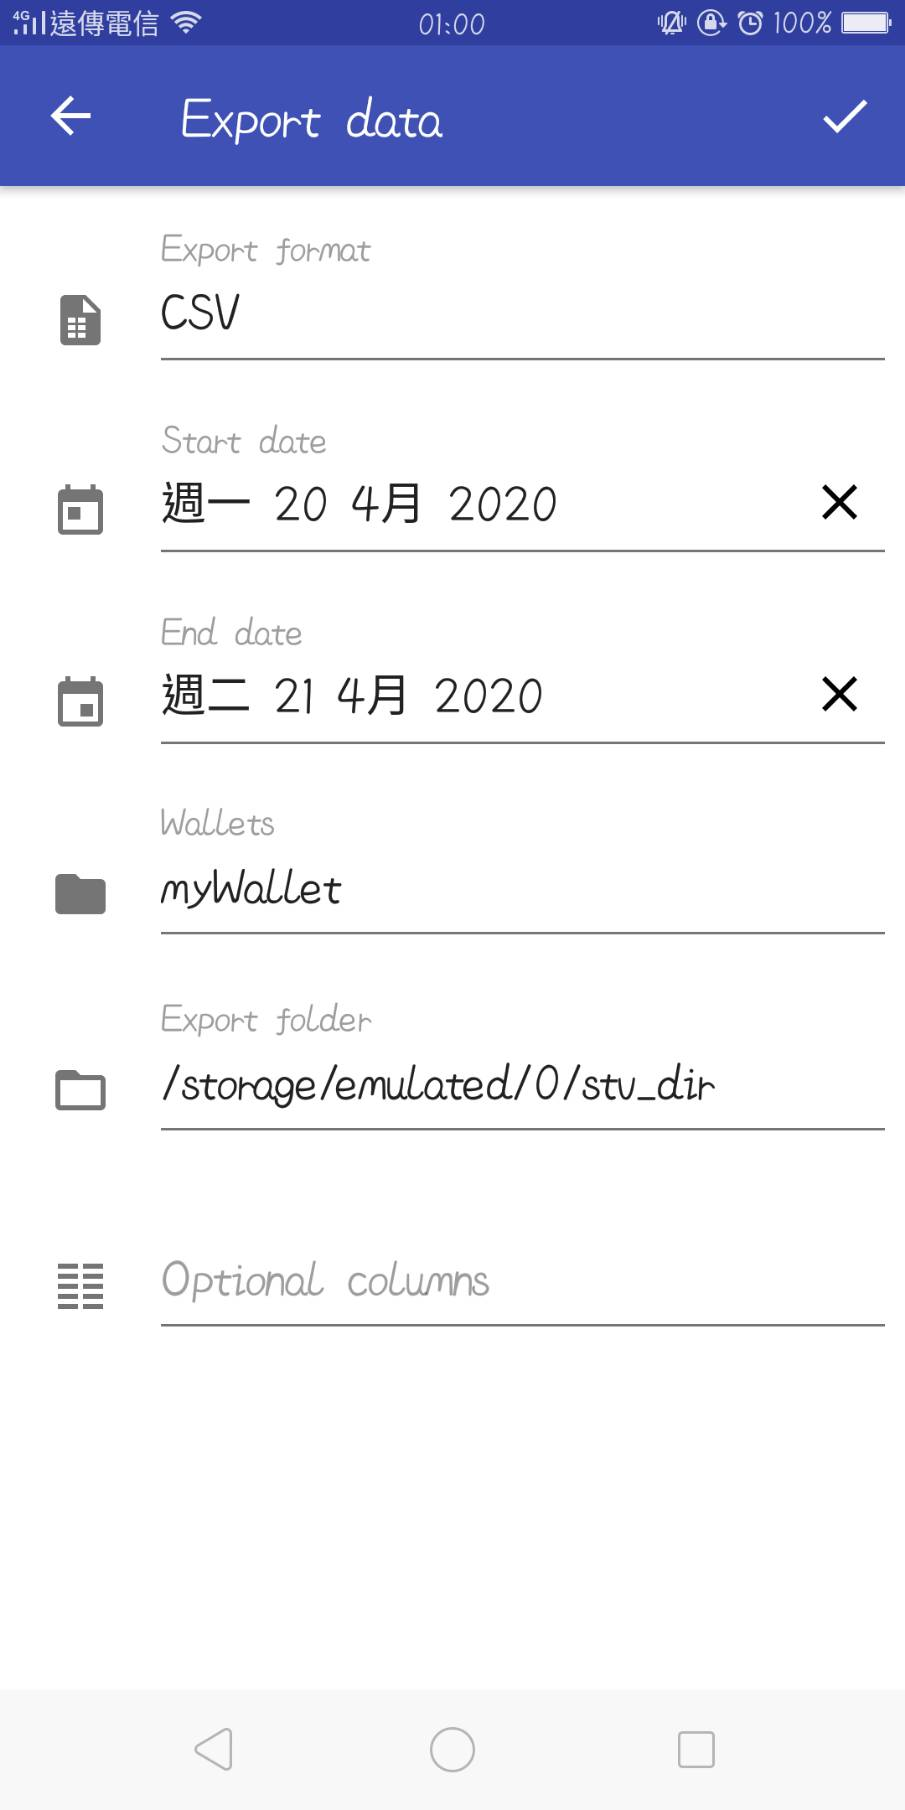 4G 遠傳電信 01:00 100%
Export data
Export format
CSV
Start date
週一 20 4月 2020
End date
週二 21 4月 2020
Wallets
myWallet
Export folder
/storage/emulated/0/stv_dir
Optional columns